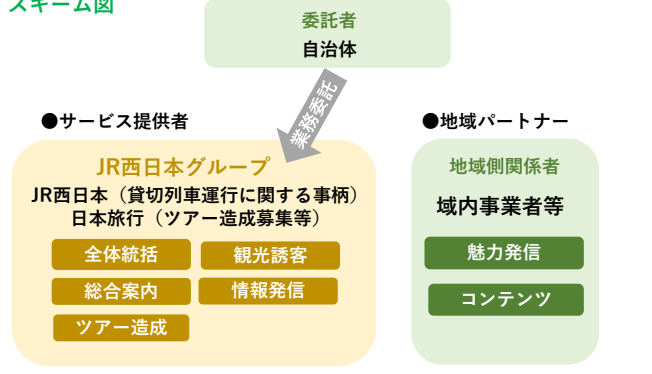 スキーム図
委託者
自治体
業務委託
●サービス提供者
JR西日本グループ
JR西日本（貸切列車運行に関する事柄）
日本旅行（ツアー造成募集等）
全体統括
観光誘客
総合案内
情報発信
ツアー造成
●地域パートナー
地域側関係者
域内事業者等
魅力発信
コンテンツ